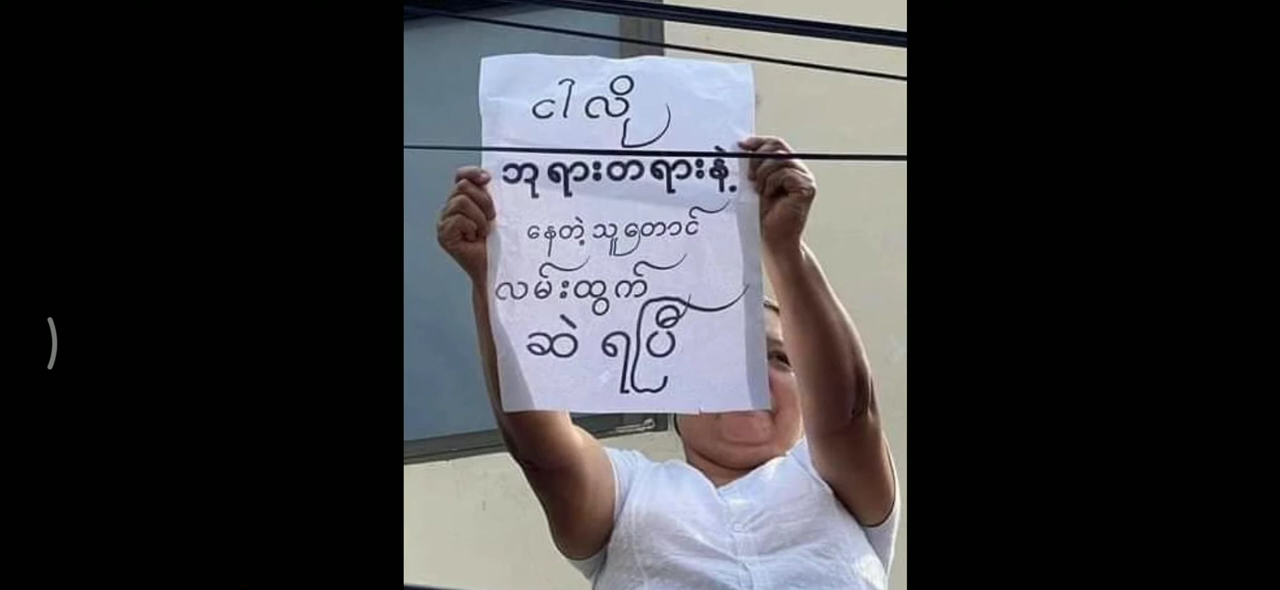 ငါလို
ဘုရားတရားနဲ့
နေတဲ့သူတောင်
လမ်းထွက်
ဆဲရပြီ